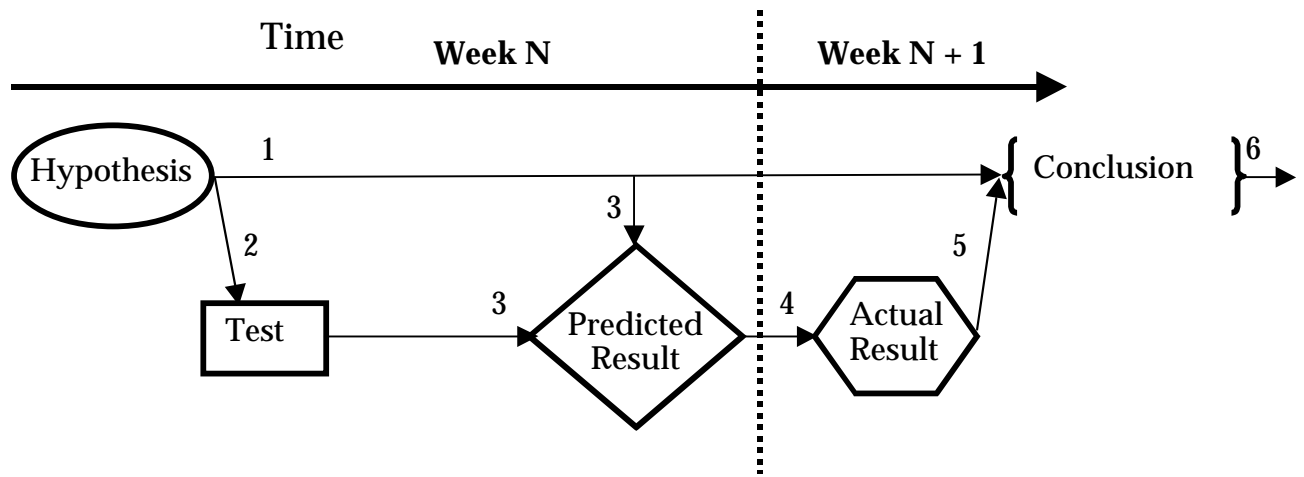 Time
Week N
Week N + 1
Hypothesis
1
Conclusion
6
2
3
3
4
5
Test
Predicted
Result
Actual
Result